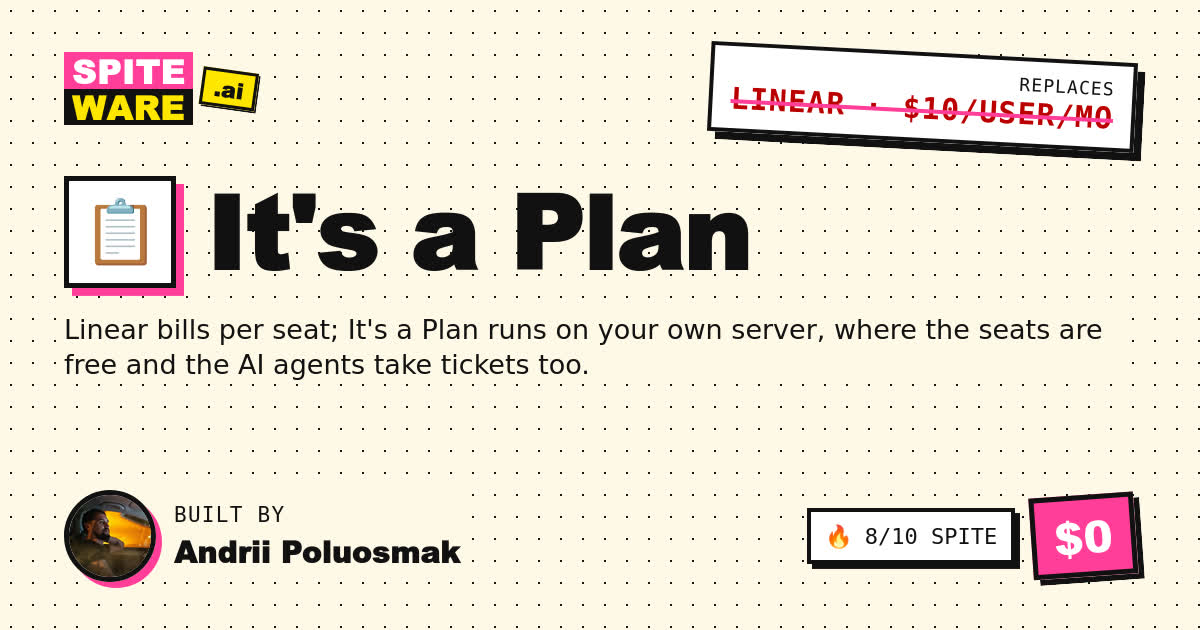 SPITE
WARE
.ai
REPLACES
LINEAR · $10/USER/MO
It's a Plan
Linear bills per seat; It's a Plan runs on your own server, where the seats are
free and the AI agents take tickets too.
BUILT BY
Andrii Poluosmak
🔥 8/10 SPITE
$0